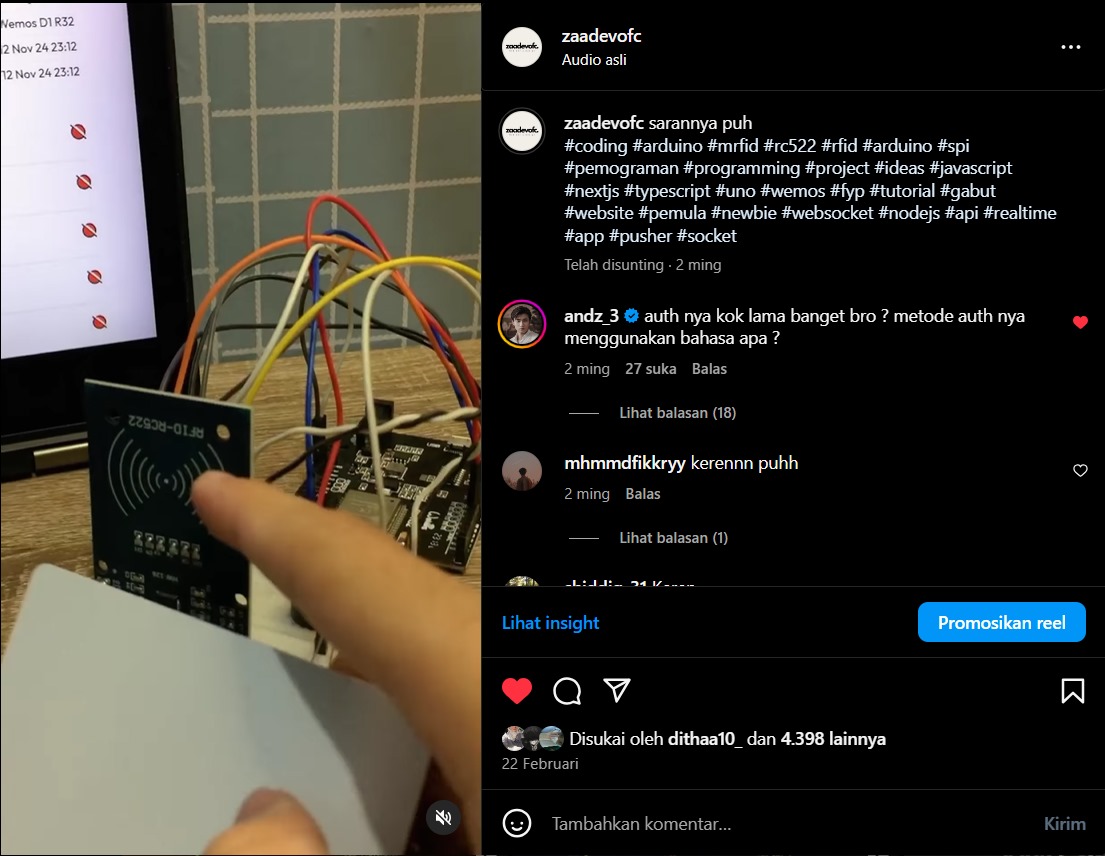 Wemos D1 R32
12 Nov 24 23:12
12 Nov 24 23:12
RFID-RC522
zaadevofc.
zaadevofc
Audio asli
zaadevofc.
zaadevofc sarannya puh
#coding #arduino #mrfid #rc522 #rfid #arduino #spi
#pemograman #programming #project #ideas #javascript
#nextjs #typescript #uno #wemos #fyp #tutorial #gabut
#website #pemula #newbie #websocket #nodejs #api #realtime
#app #pusher #socket
Telah disunting · 2 ming
andz_3 auth nya kok lama banget bro ? metode auth nya
menggunakan bahasa apa ?
2 ming 27 suka Balas
Lihat balasan (18)
mhmmdfikkryy kerennn puhh
2 ming Balas
Lihat balasan (1)
Lihat insight
Promosikan reel
Disukai oleh dithaa10_ dan 4.398 lainnya
22 Februari
Tambahkan komentar...
Kirim